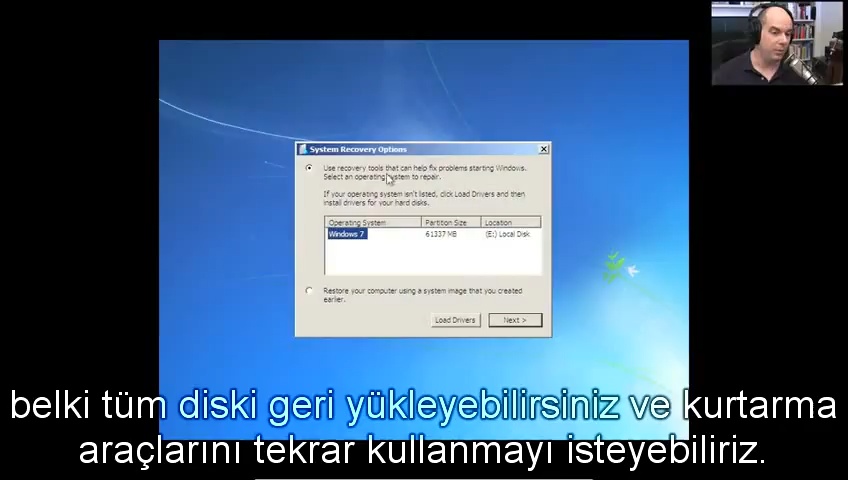 System Recovery Options
Use recovery tools that can help fix problems starting Windows.
Select an operating system to repair.
If your operating system isn't listed, click Load Drivers and then
install drivers for your hard disks.
Operating System Partition Size Location
Windows 7 61337 MB (E:) Local Disk
Restore your computer using a system image that you created
earlier.
Load Drivers Next >
belki tüm diski geri yükleyebilirsiniz ve kurtarma
araçlarını tekrar kullanmayı isteyebiliriz.